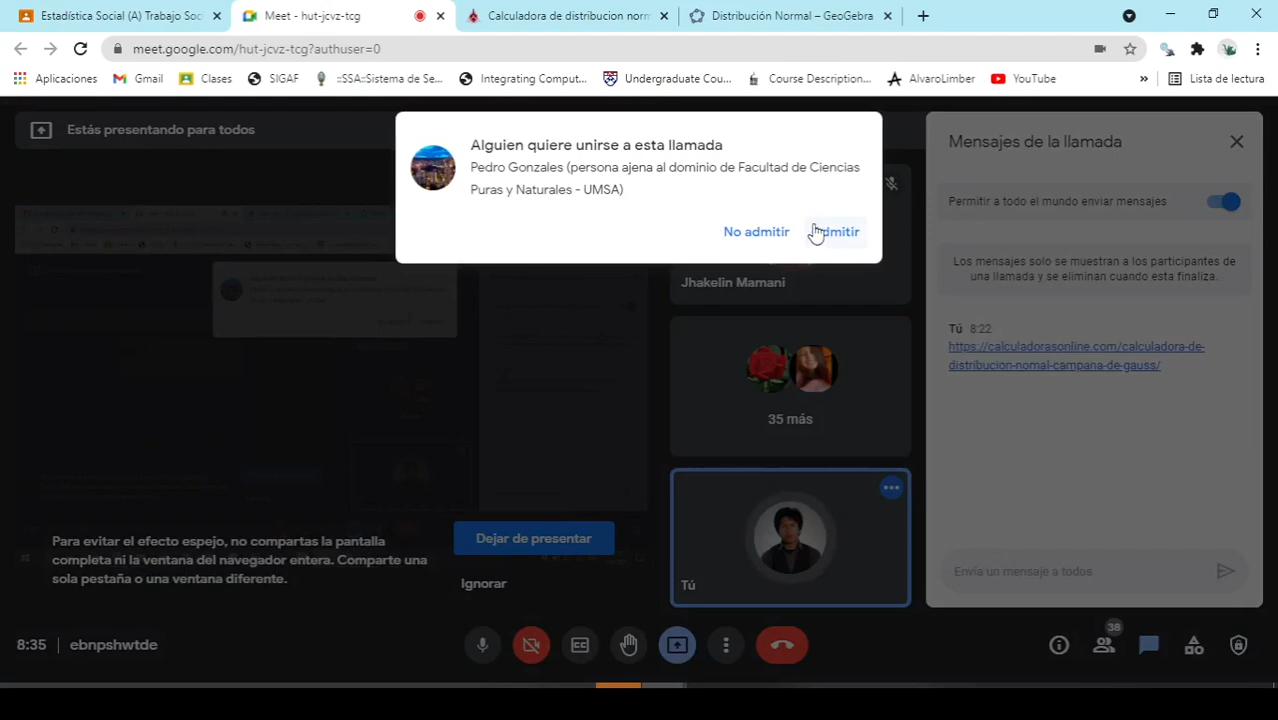 Estadística Social (A) Trabajo Soc
Meet - hut-jcvz-tcg
Calculadora de distribucion norm
Distribución Normal – GeoGebra
meet.google.com/hut-jcvz-tcg?authuser=0
Aplicaciones
Gmail
Clases
SIGAF
::SSA::Sistema de Se...
Integrating Comput...
Undergraduate Cou...
Course Description...
AlvaroLimber
YouTube
»
Lista de lectura
Estás presentando para todos
Alguien quiere unirse a esta llamada
Pedro Gonzales (persona ajena al dominio de Facultad de Ciencias
Puras y Naturales - UMSA)
No admitir
Admitir
Jhakelin Mamani
35 más
Tú
Mensajes de la llamada
Permitir a todo el mundo enviar mensajes
Los mensajes solo se muestran a los participantes de
una llamada y se eliminan cuando esta finaliza.
Tú 8:22
https://calculadorasonline.com/calculadora-de-
distribucion-nomal-campana-de-gauss/
Envía un mensaje a todos
Para evitar el efecto espejo, no compartas la pantalla
completa ni la ventana del navegador entera. Comparte una
sola pestaña o una ventana diferente.
Dejar de presentar
Ignorar
8:35 | ebnpshwtde
CC
38